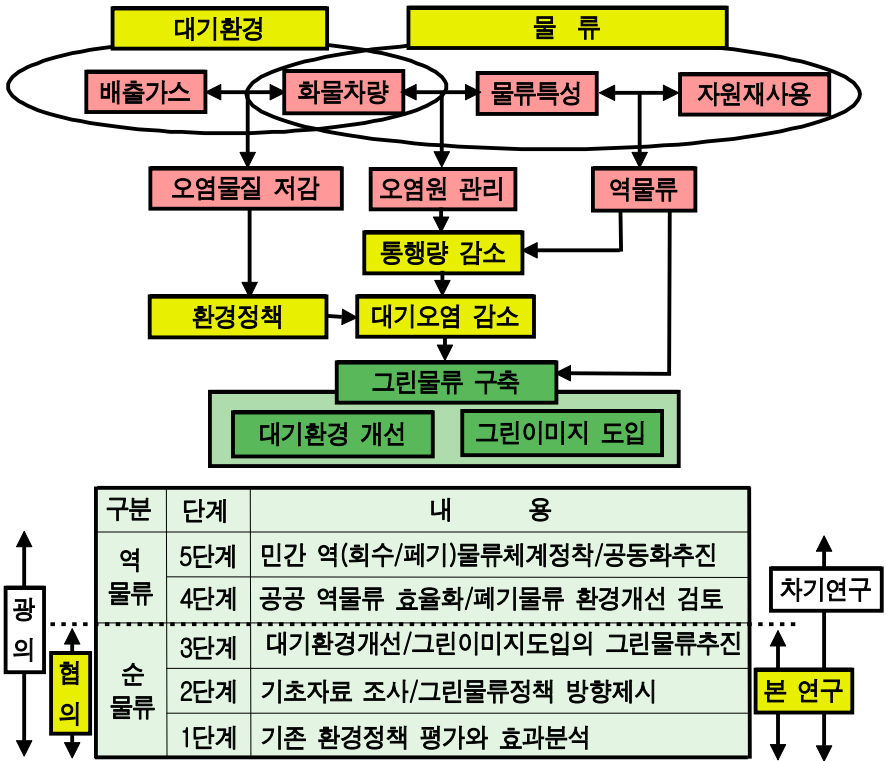 대기환경
물 류
배출가스
화물차량
물류특성
자원재사용
오염물질 저감
오염원 관리
역물류
통행량 감소
환경정책
대기오염 감소
그린물류 구축
대기환경 개선
그린이미지 도입
구분 단계 내 용
역
물류
5단계 민간 역(회수/폐기)물류체계정착/공동화추진
4단계 공공 역물류 효율화/폐기물류 환경개선 검토
순
물류
3단계 대기환경개선/그린이미지도입의 그린물류추진
2단계 기초자료 조사/그린물류정책 방향제시
1단계 기존 환경정책 평가와 효과분석
광
의
협
의
차기연구
본 연구